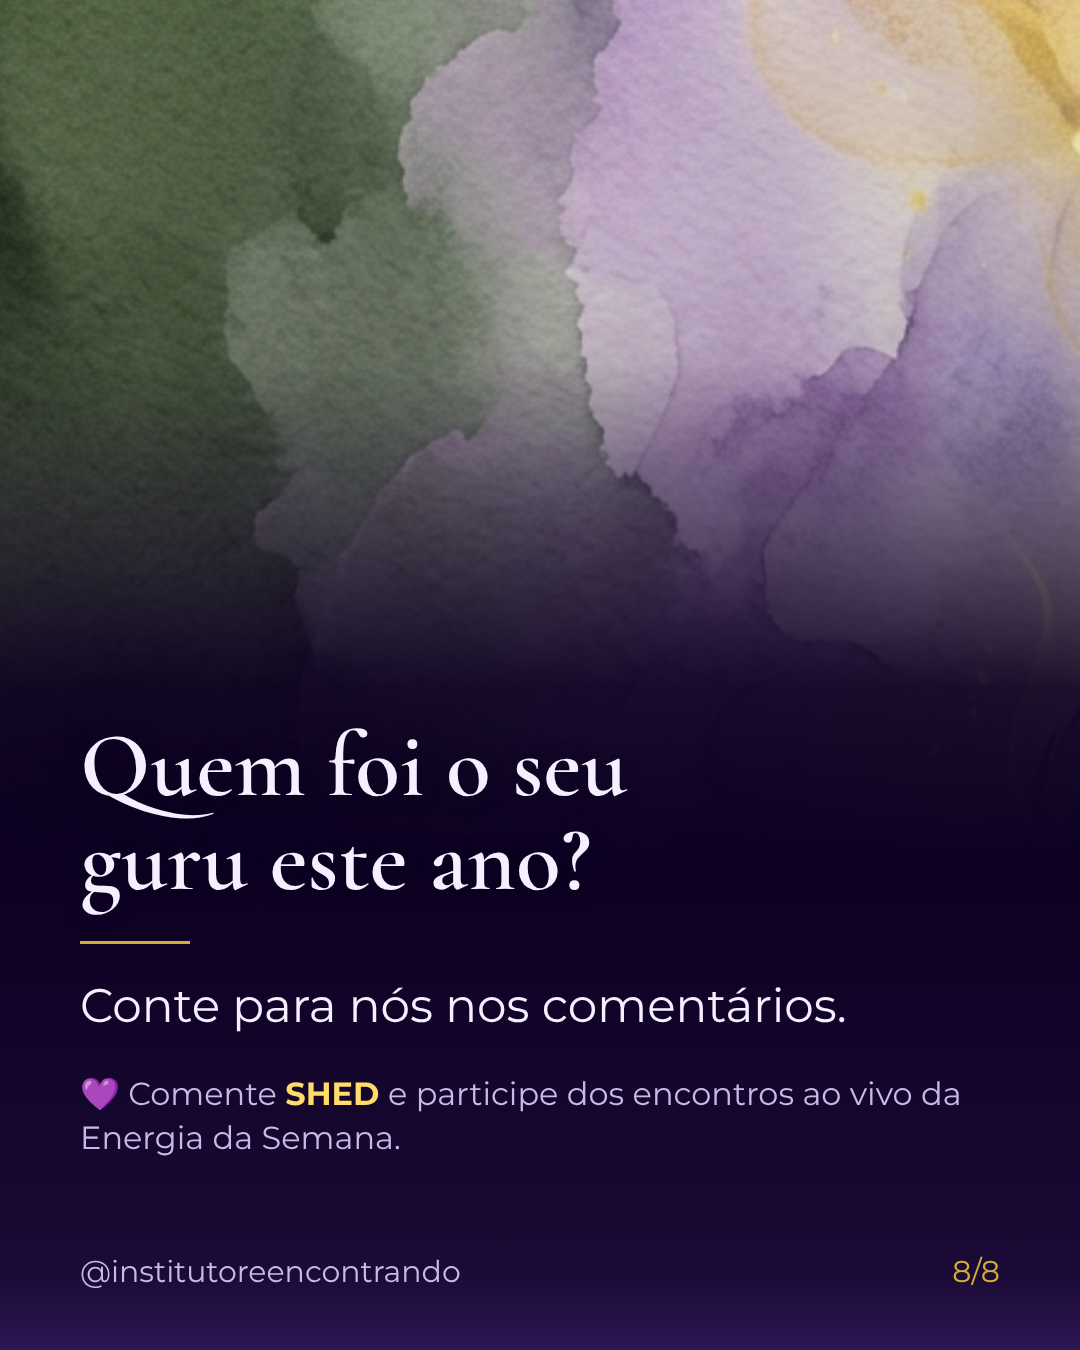 Quem foi o seu
guru este ano?
Conte para nós nos comentários.
💜 Comente SHED e participe dos encontros ao vivo da
Energia da Semana.
@institutoreencontrando
8/8